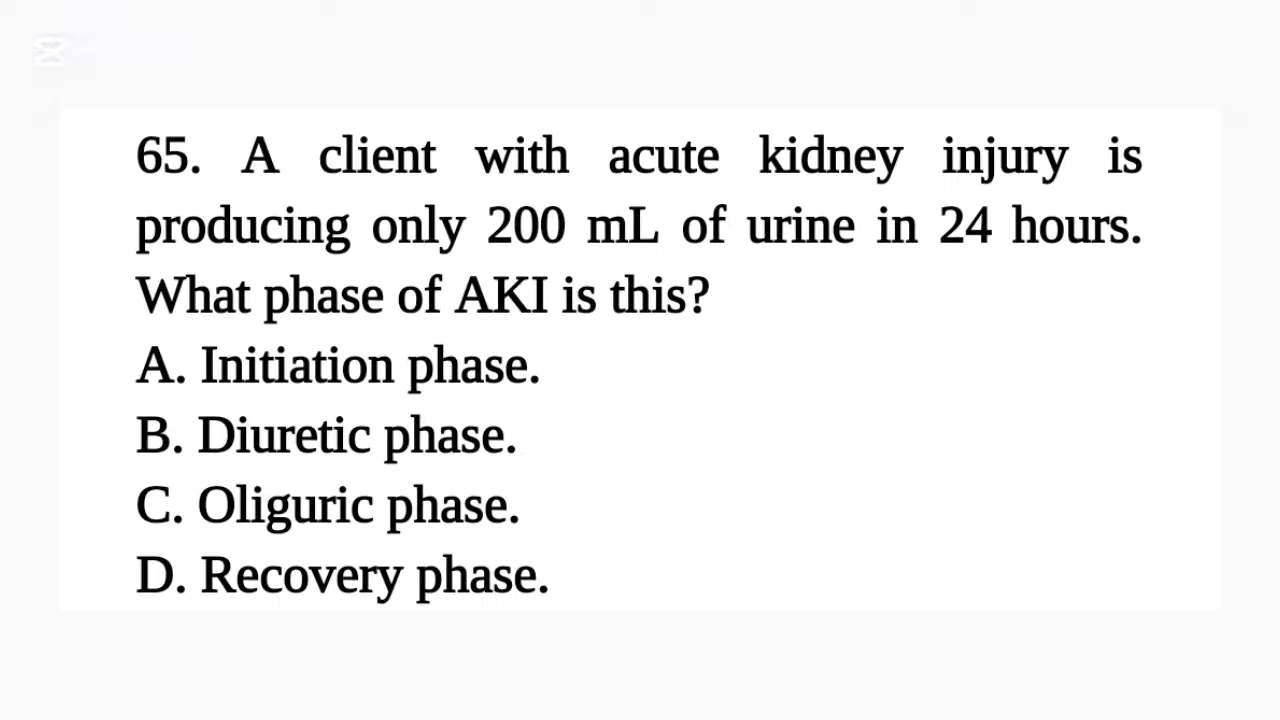 65. A client with acute kidney injury is
producing only 200 mL of urine in 24 hours.
What phase of AKI is this?
A. Initiation phase.
B. Diuretic phase.
C. Oliguric phase.
D. Recovery phase.